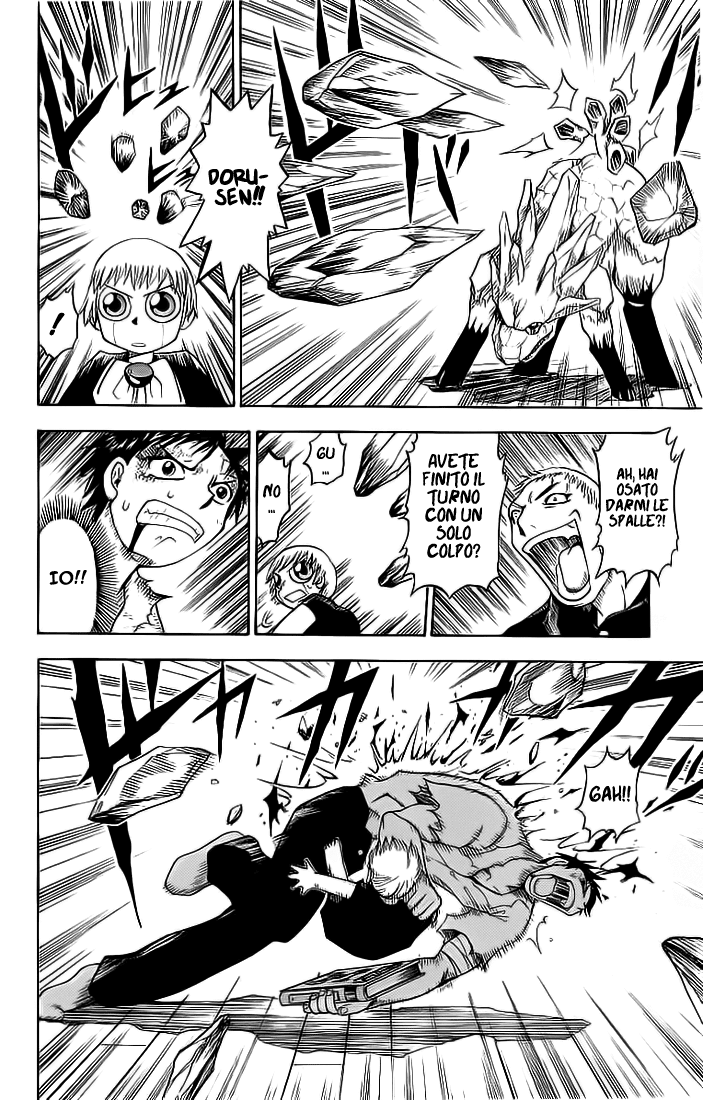 DORU-
SEN!!
!
AH, HAI
OSATO
DARMI LE
SPALLE?!
AVETE
FINITO IL
TURNO
CON UN
SOLO
COLPO?
GU
...
NO
...
IO!!
GAH!!